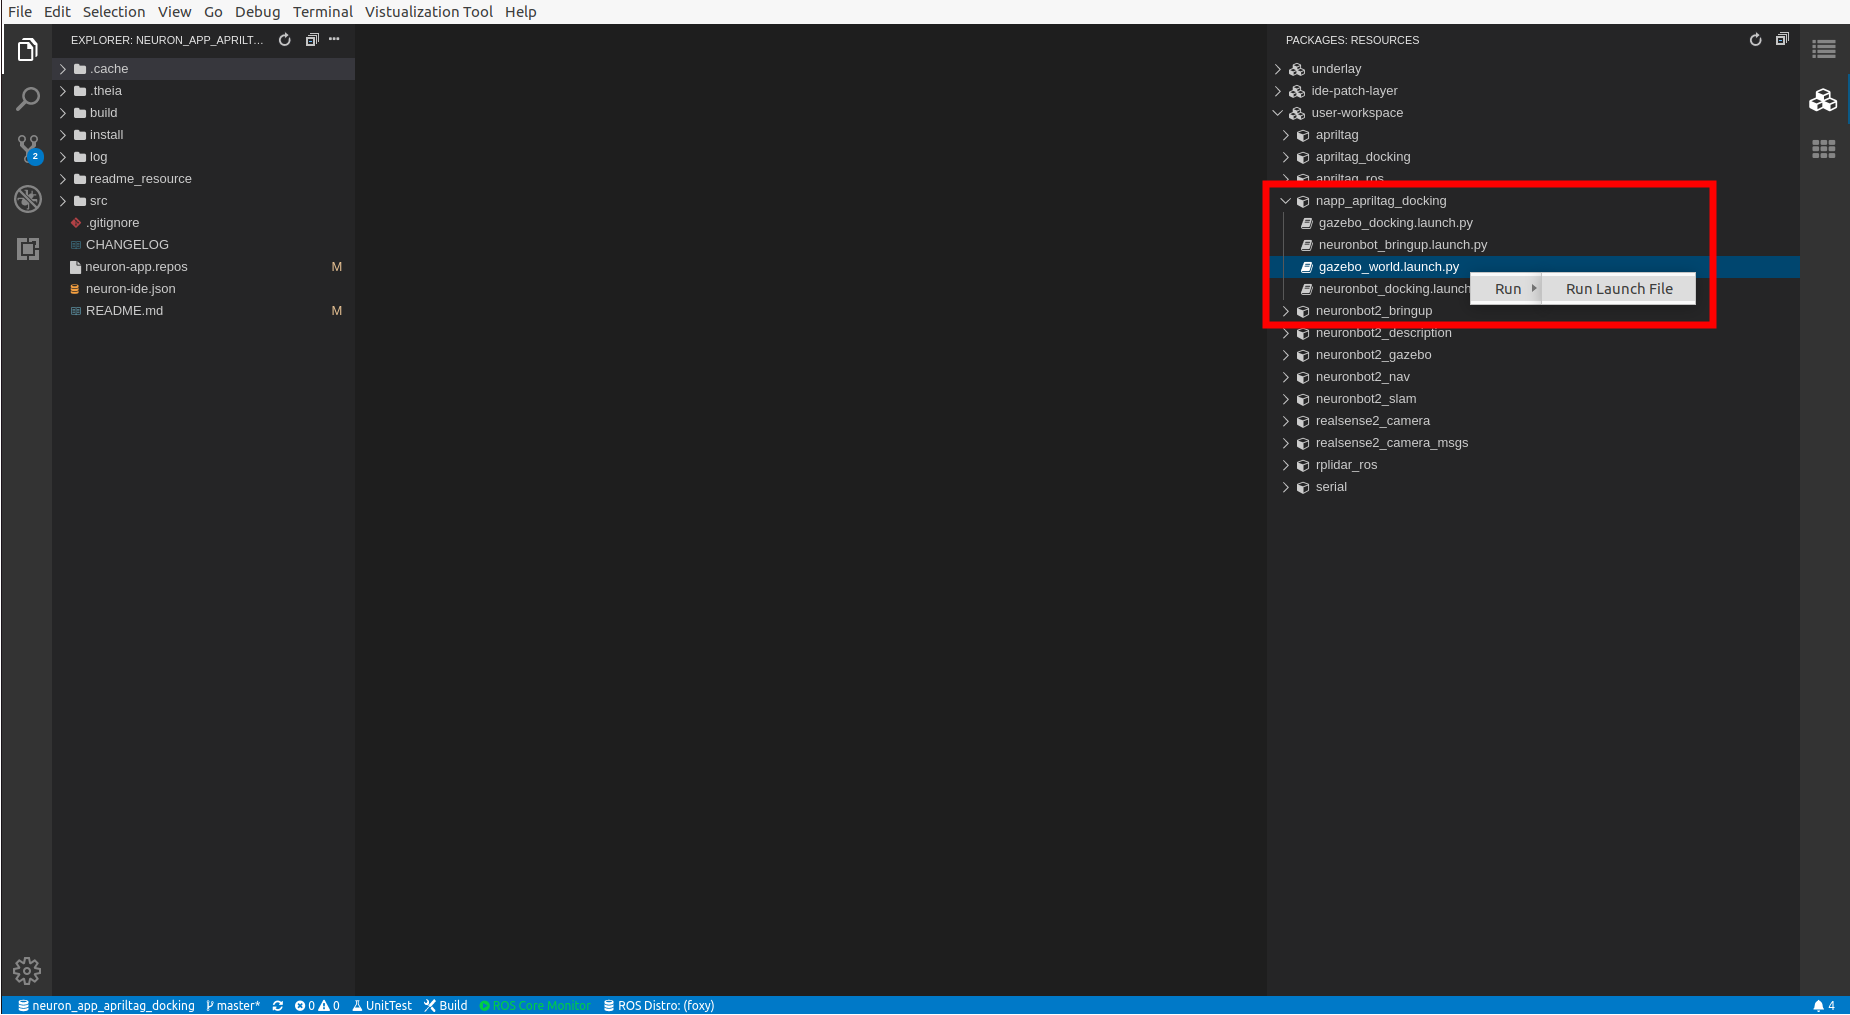 File Edit Selection View Go Debug Terminal Vistualization Tool Help
EXPLORER: NEURON_APP_APRILT...
.cache
.theia
build
install
log
readme_resource
src
.gitignore
CHANGELOG
neuron-app.repos M
neuron-ide.json
README.md M
2
PACKAGES: RESOURCES
underlay
ide-patch-layer
user-workspace
apriltag
apriltag_docking
apriltag_ros
napp_apriltag_docking
gazebo_docking.launch.py
neuronbot_bringup.launch.py
gazebo_world.launch.py
neuronbot_docking.launch
Run Run Launch File
neuronbot2_bringup
neuronbot2_description
neuronbot2_gazebo
neuronbot2_nav
neuronbot2_slam
realsense2_camera
realsense2_camera_msgs
rplidar_ros
serial
neuron_app_apriltag_docking master* 0 0 UnitTest Build ROS Core Monitor ROS Distro: (foxy) 4